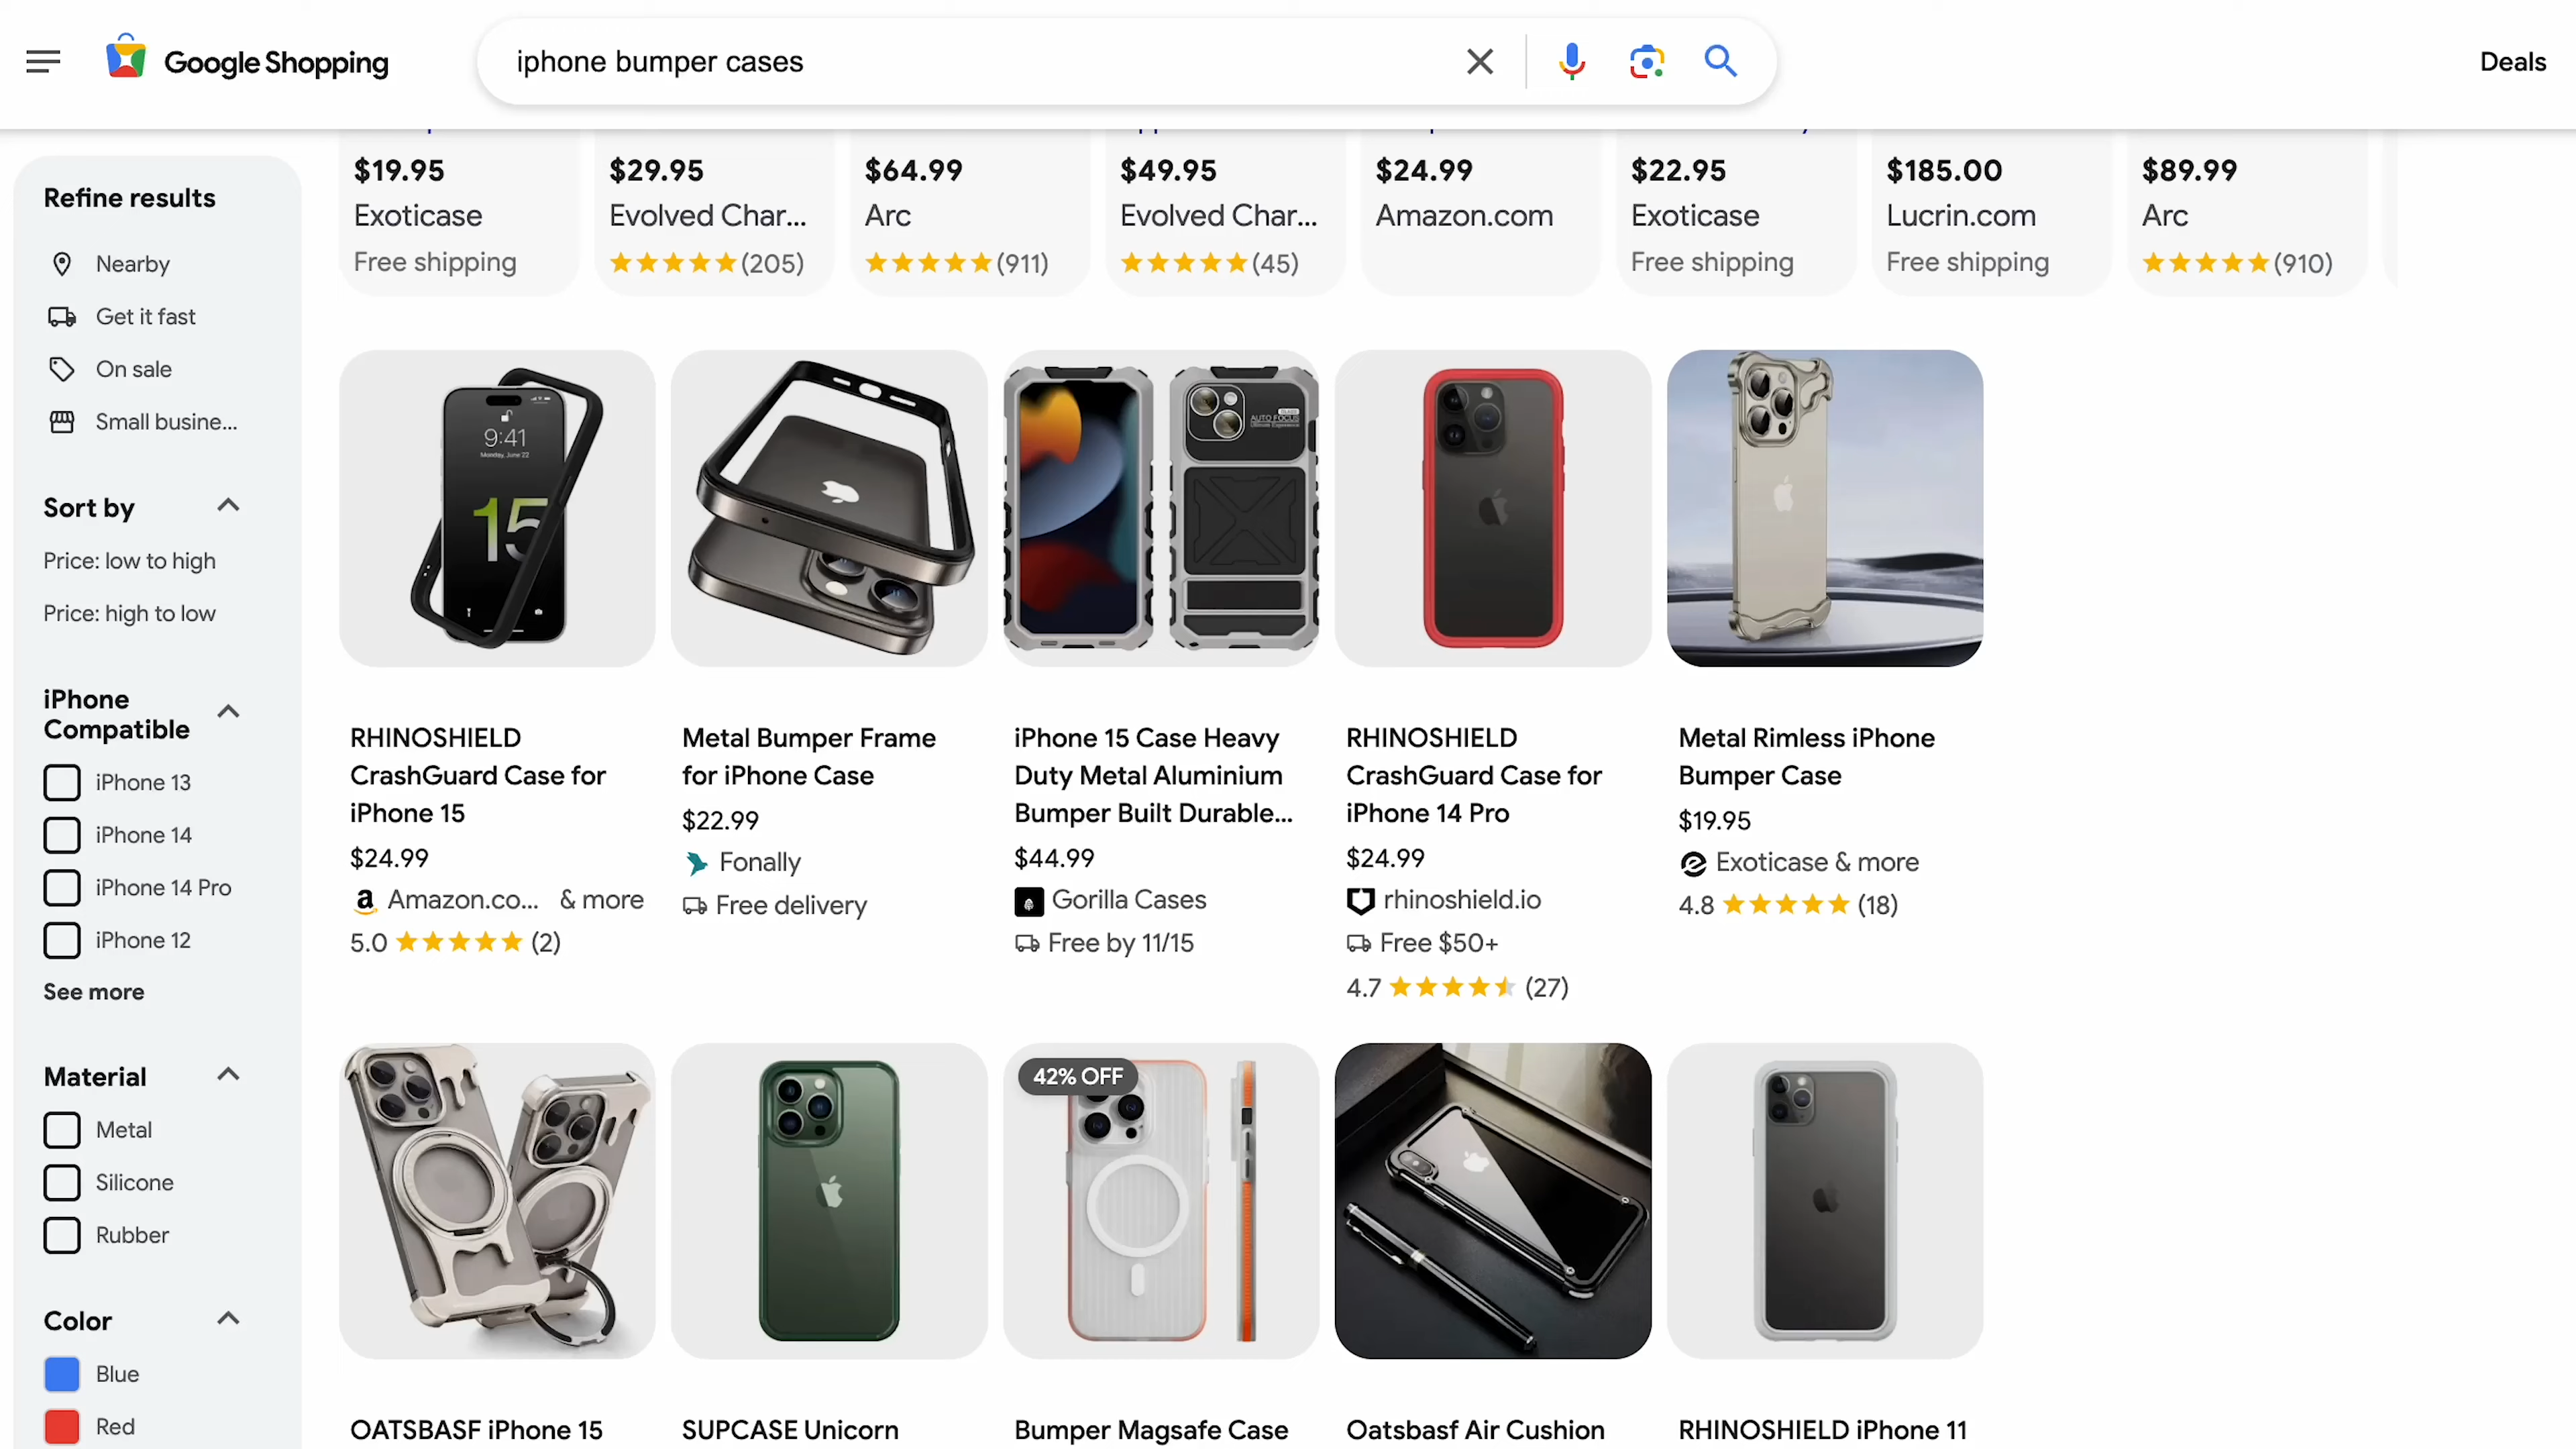 Google Shopping
iphone bumper cases
Deals
Refine results
Nearby
Get it fast
On sale
Small busine...
Sort by
Price: low to high
Price: high to low
iPhone
Compatible
iPhone 13
iPhone 14
iPhone 14 Pro
iPhone 12
See more
Material
Metal
Silicone
Rubber
Color
Blue
Red
$19.95
Exoticase
Free shipping
$29.95
Evolved Char...
(205)
$64.99
Arc
(911)
$49.95
Evolved Char...
(45)
$24.99
Amazon.com
$22.95
Exoticase
Free shipping
$185.00
Lucrin.com
Free shipping
$89.99
Arc
(910)
9:41
Monday, June 22
15
AUTO FOCUS
Ultimate Experience
RHINOSHIELD
CrashGuard Case for
iPhone 15
$24.99
Amazon.co... & more
5.0 (2)
Metal Bumper Frame
for iPhone Case
$22.99
Fonally
Free delivery
iPhone 15 Case Heavy
Duty Metal Aluminium
Bumper Built Durable...
$44.99
Gorilla Cases
Free by 11/15
RHINOSHIELD
CrashGuard Case for
iPhone 14 Pro
$24.99
rhinoshield.io
Free $50+
4.7 (27)
Metal Rimless iPhone
Bumper Case
$19.95
Exoticase & more
4.8 (18)
42% OFF
OATSBASF iPhone 15
SUPCASE Unicorn
Bumper Magsafe Case
Oatsbasf Air Cushion
RHINOSHIELD iPhone 11